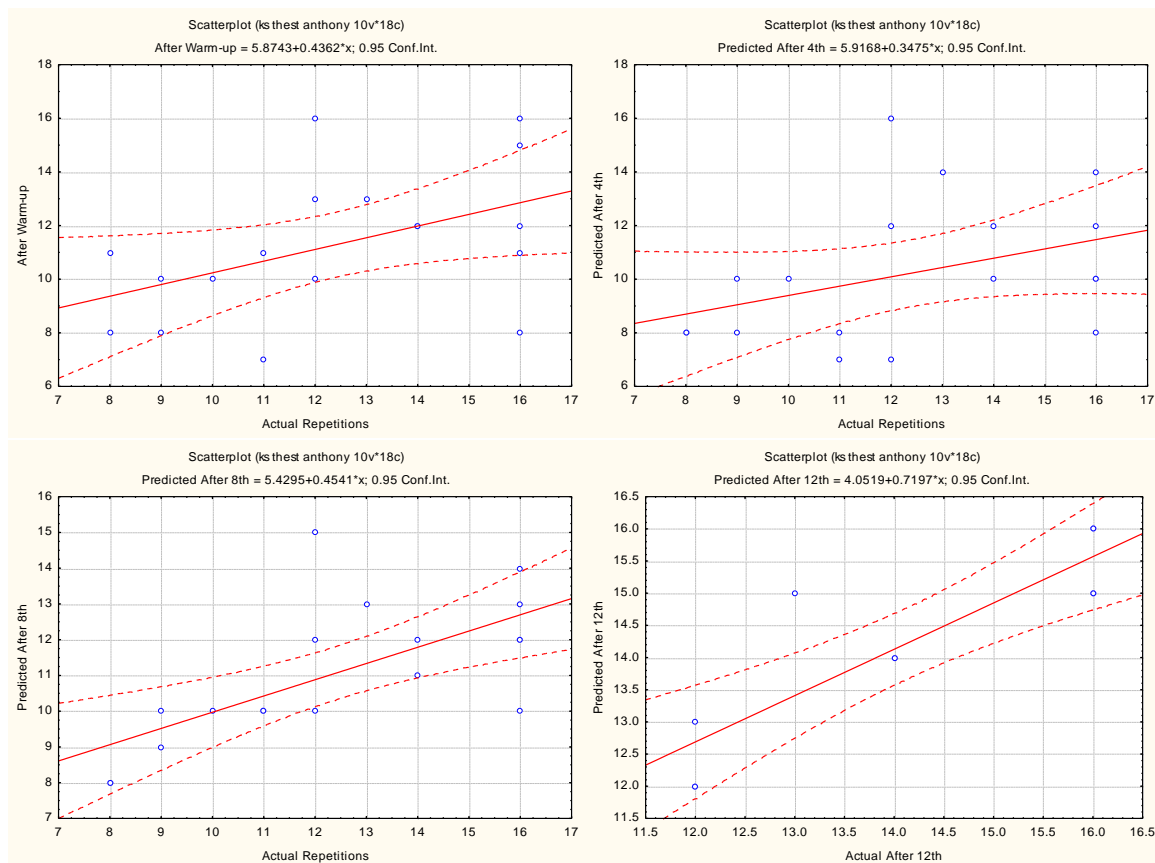 Scatterplot (ks thest anthony 10v*18c)
After Warm-up = 5.8743+0.4362*x; 0.95 Conf.Int.
18
16
14
12
10
8
6
After Warm-up
7 8 9 10 11 12 13 14 15 16 17
Actual Repetitions
Scatterplot (ks thest anthony 10v*18c)
Predicted After 4th = 5.9168+0.3475*x; 0.95 Conf.Int.
18
16
14
12
10
8
6
Predicted After 4th
7 8 9 10 11 12 13 14 15 16 17
Actual Repetitions
Scatterplot (ks thest anthony 10v*18c)
Predicted After 8th = 5.4295+0.4541*x; 0.95 Conf.Int.
16
15
14
13
12
11
10
9
8
7
Predicted After 8th
7 8 9 10 11 12 13 14 15 16 17
Actual Repetitions
Scatterplot (ks thest anthony 10v*18c)
Predicted After 12th = 4.0519+0.7197*x; 0.95 Conf.Int.
16.5
16.0
15.5
15.0
14.5
14.0
13.5
13.0
12.5
12.0
11.5
Predicted After 12th
11.5 12.0 12.5 13.0 13.5 14.0 14.5 15.0 15.5 16.0 16.5
Actual After 12th